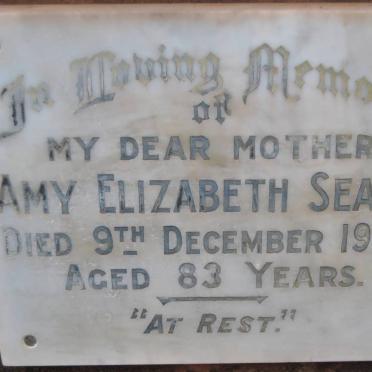 In Loving Memo
of
MY DEAR MOTHER
AMY ELIZABETH SEA
DIED 9TH DECEMBER 19
AGED 83 YEARS.
"AT REST."